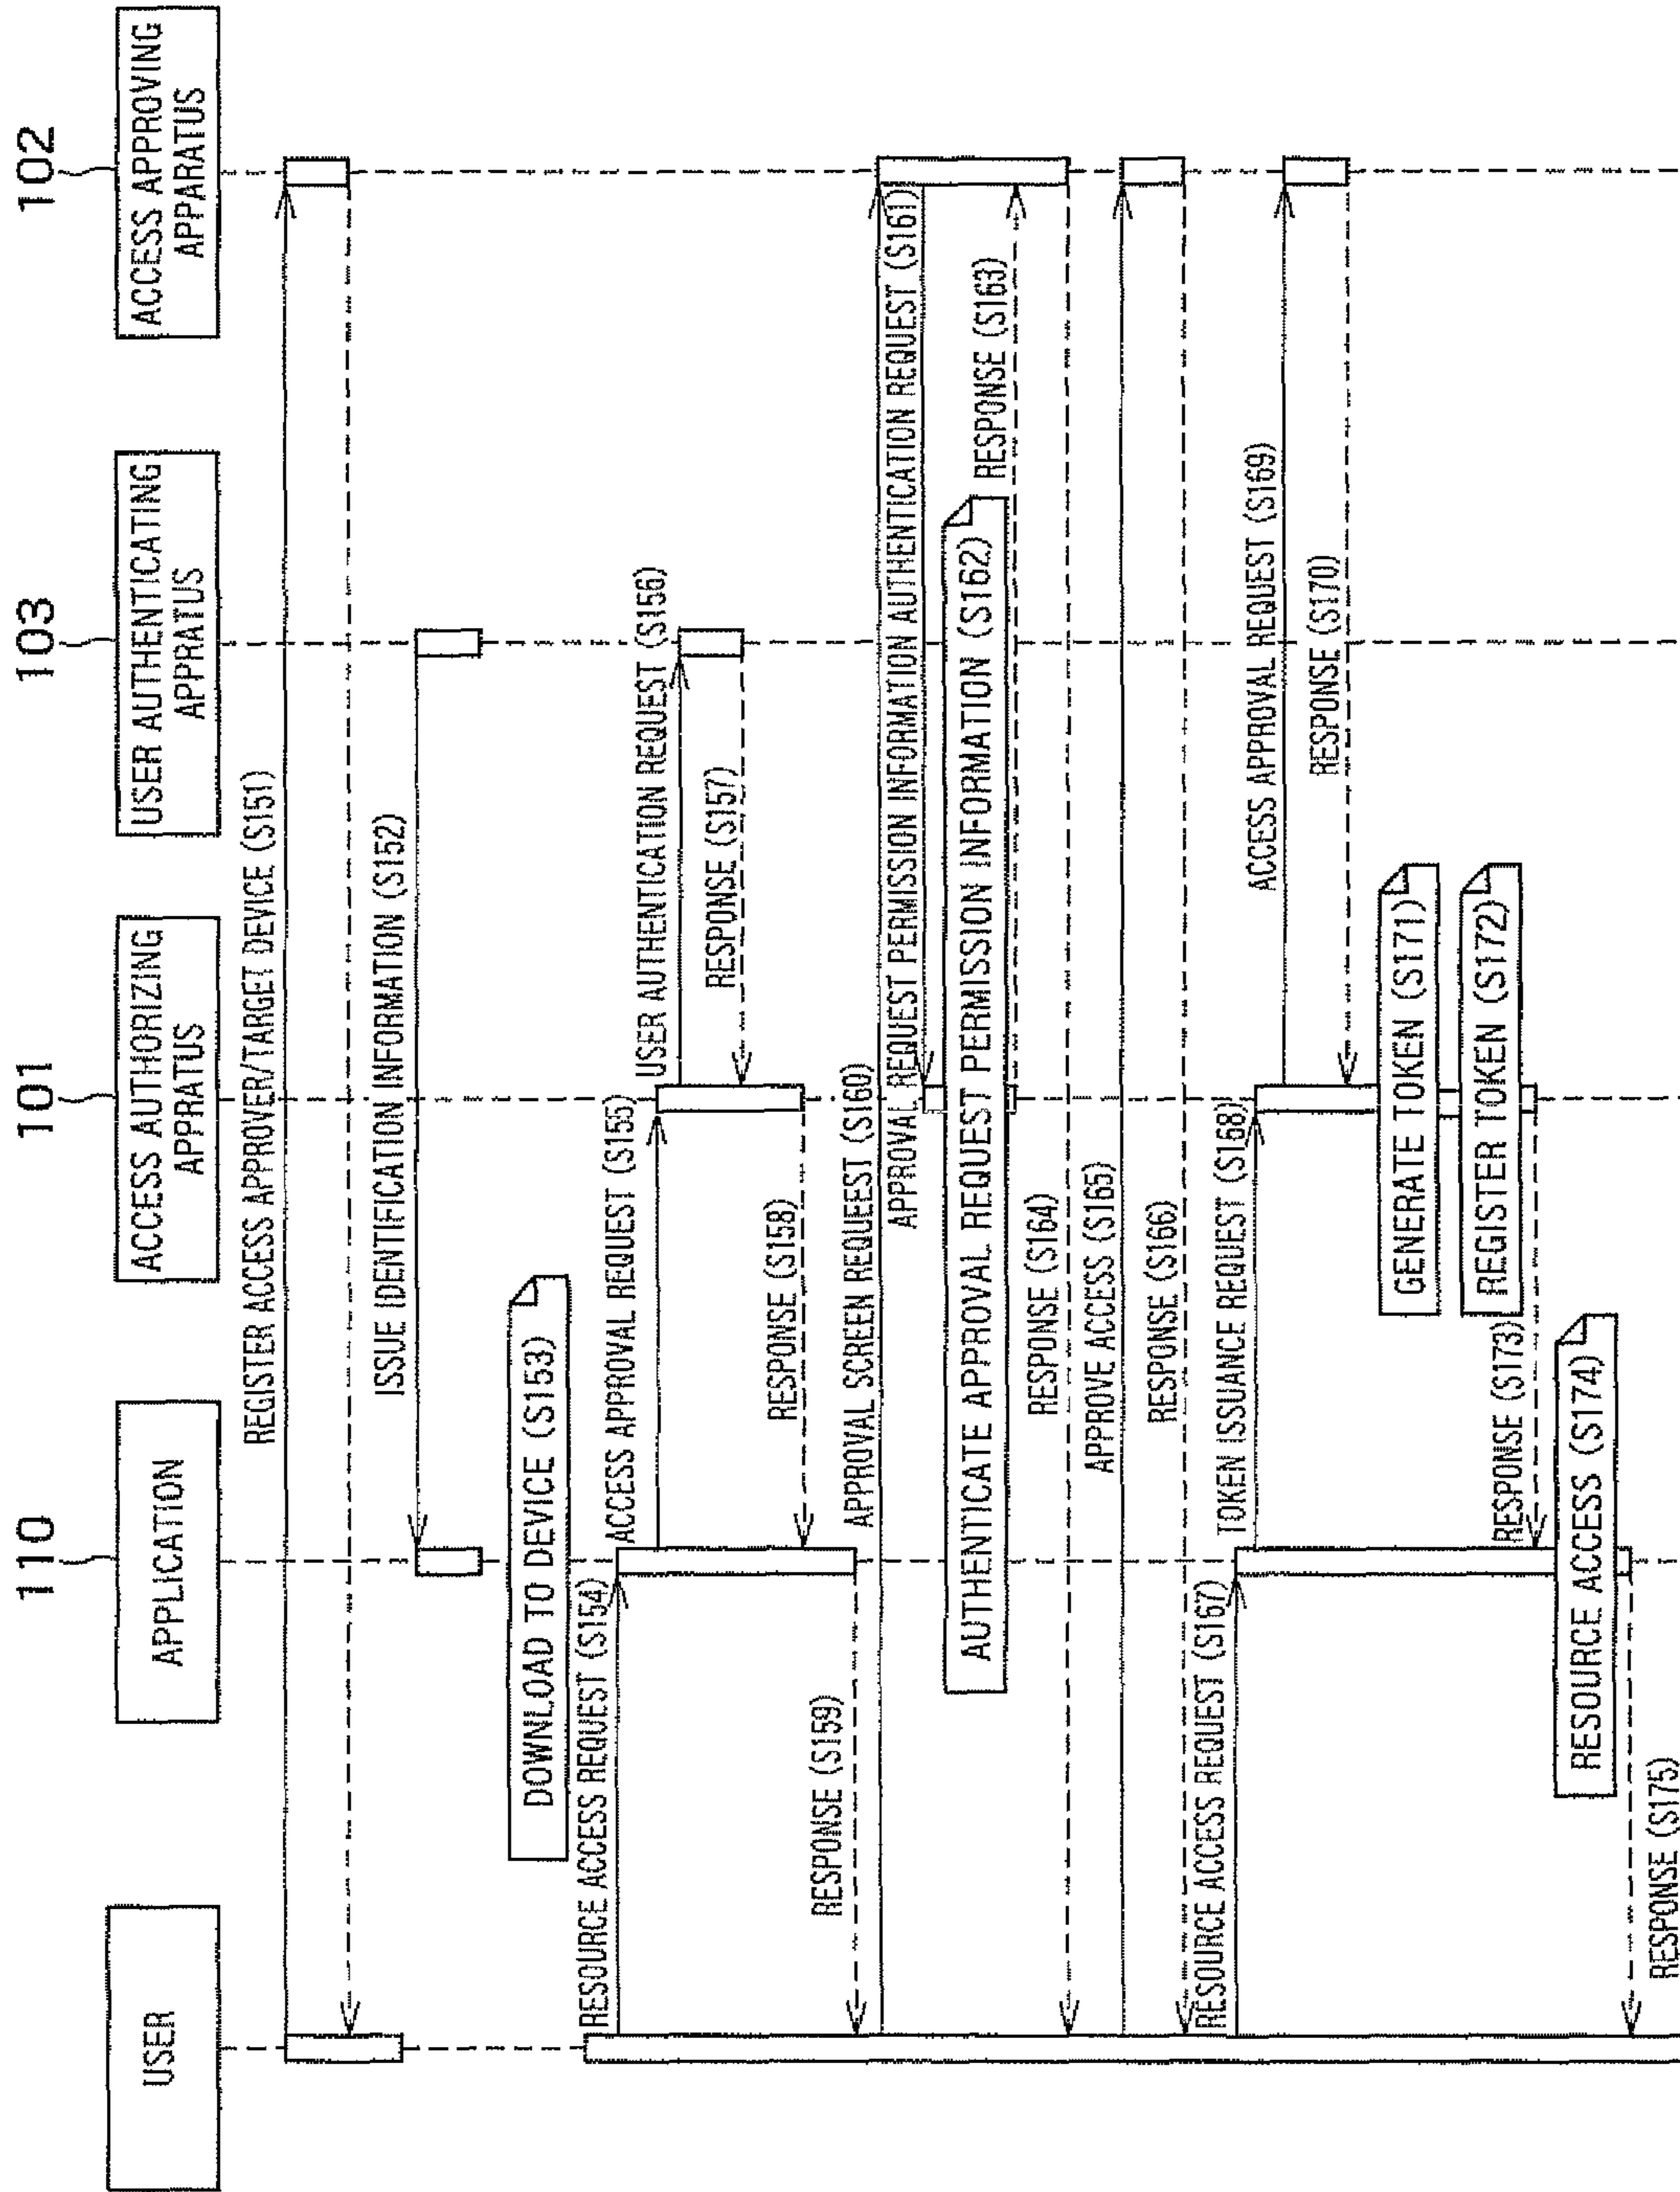 USER
110
APPLICATION
101
ACCESS AUTHORIZING
APPRATUS
103
USER AUTHENTICATING
APPRATUS
102
ACCESS APPROVING
APPARATUS
REGISTER ACCESS APPROVER/TARGET DEVICE (S151)
ISSUE IDENTIFICATION INFORMATION (S152)
DOWNLOAD TO DEVICE (S153)
RESOURCE ACCESS REQUEST (S154)
ACCESS APPROVAL REQUEST (S155)
USER AUTHENTICATION REQUEST (S156)
RESPONSE (S157)
RESPONSE (S158)
RESPONSE (S159)
APPROVAL SCREEN REQUEEST (S160)
APPROVAL REQUEST PERMISSION INFORMATION AUTHENTICATION REQUEST (S161)
AUTHENTICATE APPROVAL REQUEST PERMISSION INFORMATION (S162)
RESPONSE (S163)
RESPONSE (S164)
APPROVE ACCESS (S165)
RESPONSE (S166)
RESOURCE ACCESS REQUEST (S167)
TOKEN ISSUANCE REQUEST (S168)
ACCESS APPROVAL REQUEST (S169)
RESPONSE (S170)
GENERATE TOKEN (S171)
REGISTER TOKEN (S172)
RESPONSE (S173)
RESOURCE ACCESS (S174)
RESPONSE (S175)